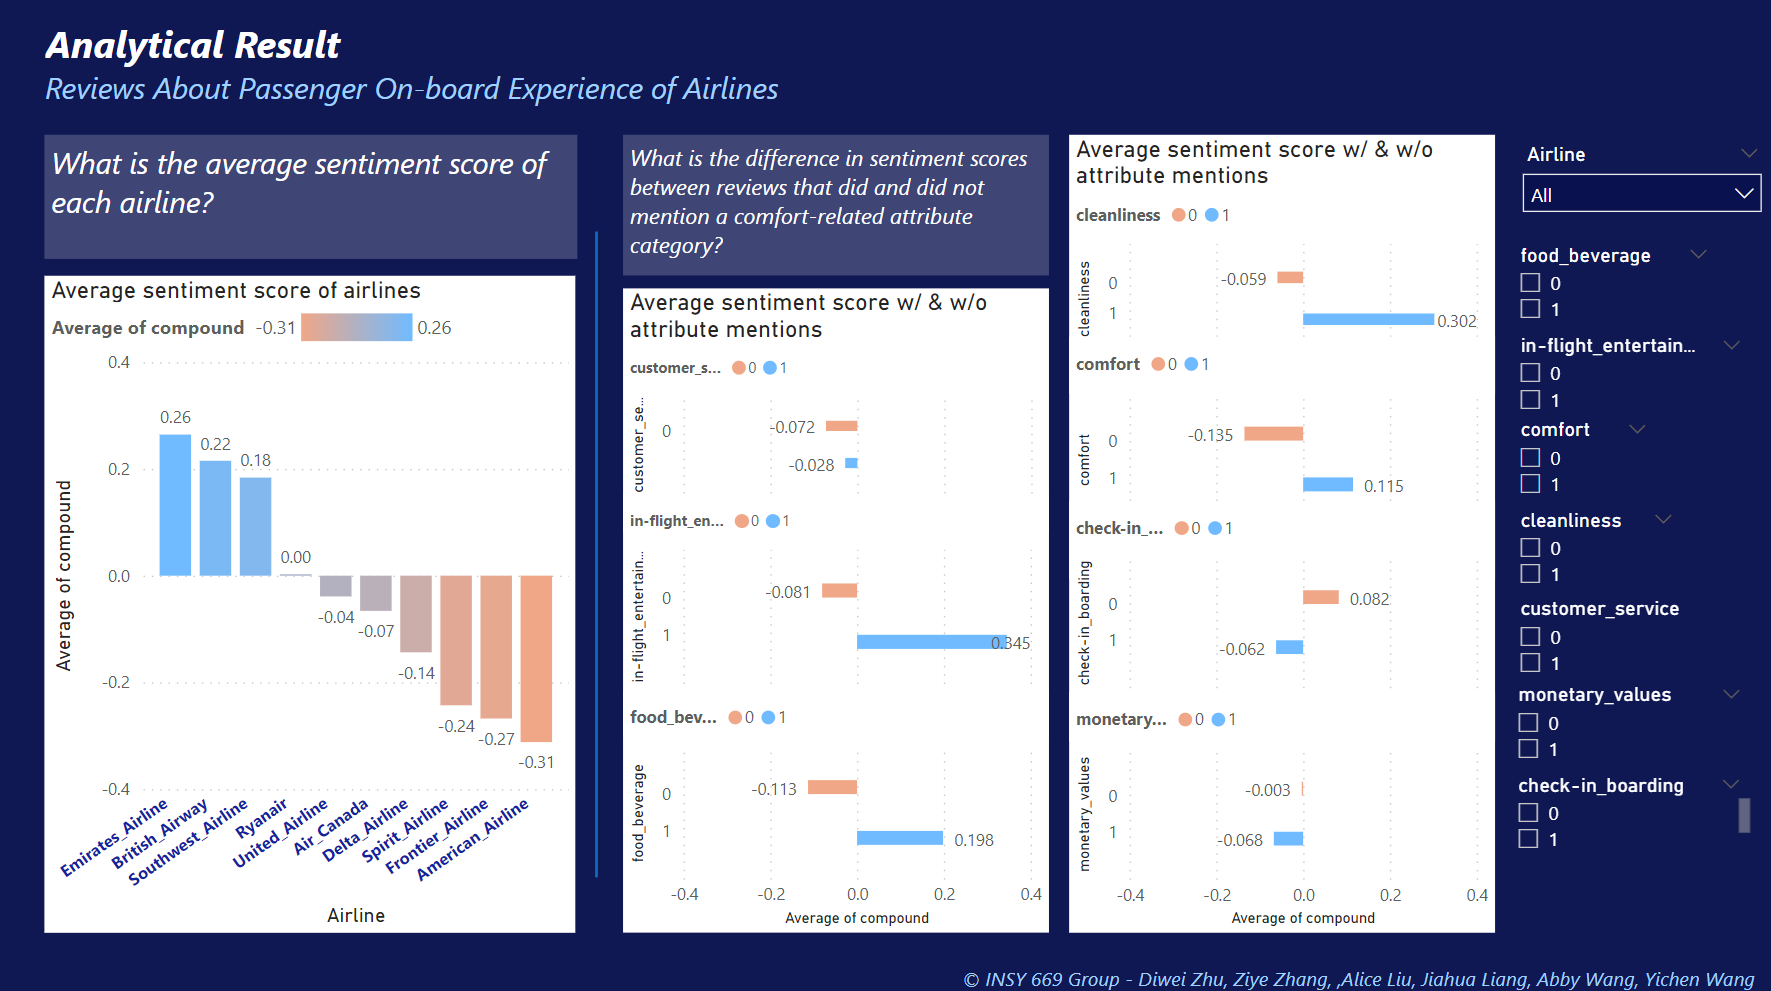 Analytical Result
Reviews About Passenger On-board Experience of Airlines
What is the average sentiment score of
each airline?
Average sentiment score of airlines
Average of compound -0.31 0.26
0.4
0.2
0.0
-0.2
-0.4
Average of compound
0.26
0.22
0.18
0.00
-0.04
-0.07
-0.14
-0.24
-0.27
-0.31
Emirates_Airline
British_Airway
Southwest_Airline
Ryanair
United_Airline
Air_Canada
Delta_Airline
Spirit_Airline
Frontier_Airline
American_Airline
Airline
What is the difference in sentiment scores
between reviews that did and did not
mention a comfort-related attribute
category?
Average sentiment score w/ & w/o
attribute mentions
customer_s... 0 1
customer_se...
0 -0.072
-0.028
in-flight_en... 0 1
in-flight_entertain...
0 -0.081
1 0.345
food_bev... 0 1
food_beverage
0 -0.113
1 0.198
-0.4 -0.2 0.0 0.2 0.4
Average of compound
Average sentiment score w/ & w/o
attribute mentions
cleanliness 0 1
cleanliness
0 -0.059
1 0.302
comfort 0 1
comfort
0 -0.135
1 0.115
check-in_... 0 1
check-in_boarding
0 0.082
1 -0.062
monetary... 0 1
monetary_values
0 -0.003
1 -0.068
-0.4 -0.2 0.0 0.2 0.4
Average of compound
Airline
All
food_beverage
0
1
in-flight_entertain...
0
1
comfort
0
1
cleanliness
0
1
customer_service
0
1
monetary_values
0
1
check-in_boarding
0
1
© INSY 669 Group - Diwei Zhu, Ziye Zhang, ,Alice Liu, Jiahua Liang, Abby Wang, Yichen Wang